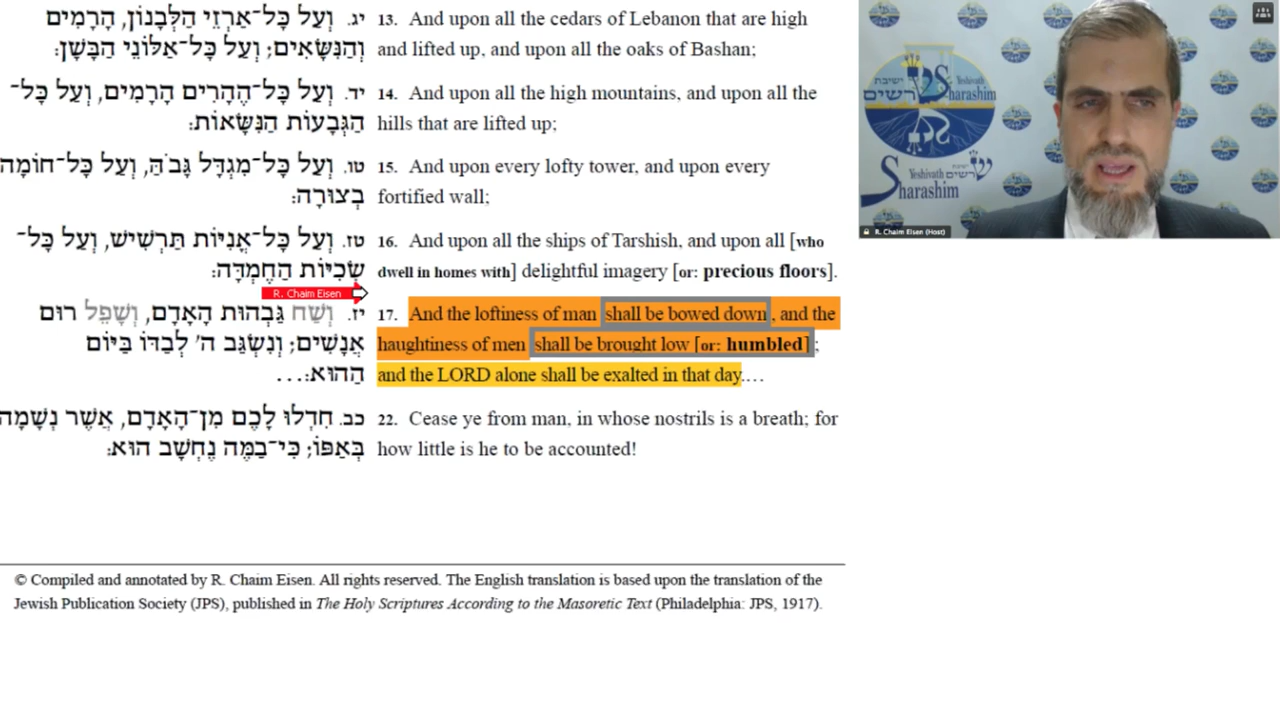 יג. וְעַל כָּל־אַרְזֵי הַלְּבָנוֹן, הָרָמִים
וְהַנִּשָּׂאִים; וְעַל כָּל־אַלּוֹנֵי הַבָּשָׁן:
13. And upon all the cedars of Lebanon that are high
and lifted up, and upon all the oaks of Bashan;
יד. וְעַל כָּל־הֶהָרִים הָרָמִים, וְעַל כָּל־
הַגְּבָעוֹת הַנִּשָּׂאוֹת:
14. And upon all the high mountains, and upon all the
hills that are lifted up;
טו. וְעַל כָּל־מִגְדָּל גָּבֹהַּ, וְעַל כָּל־חוֹמָה
בְצוּרָה:
15. And upon every lofty tower, and upon every
fortified wall;
טז. וְעַל כָּל־אֳנִיּוֹת תַּרְשִׁישׁ, וְעַל כָּל־
שְׂכִיּוֹת הַחֶמְדָּה:
16. And upon all the ships of Tarshish, and upon all [who
dwell in homes with] delightful imagery [or: precious floors].
R. Chaim Eisen
יז. וְשַׁח גַּבְהוּת הָאָדָם, וְשָׁפֵל רוּם
אֲנָשִׁים; וְנִשְׂגַּב ה' לְבַדּוֹ בַּיּוֹם
הַהוּא:...
17. And the loftiness of man shall be bowed down, and the
haughtiness of men shall be brought low [or: humbled];
and the LORD alone shall be exalted in that day....
כב. חִדְלוּ לָכֶם מִן־הָאָדָם, אֲשֶׁר נְשָׁמָה
בְּאַפּוֹ; כִּי־בַמֶּה נֶחְשָׁב הוּא:
22. Cease ye from man, in whose nostrils is a breath; for
how little is he to be accounted!
© Compiled and annotated by R. Chaim Eisen. All rights reserved. The English translation is based upon the translation of the
Jewish Publication Society (JPS), published in The Holy Scriptures According to the Masoretic Text (Philadelphia: JPS, 1917).
ישיבת שרשים
Yeshivath Sharashim
ישיבת שרשים
Yeshivath
Sharashim
R. Chaim Eisen (Host)